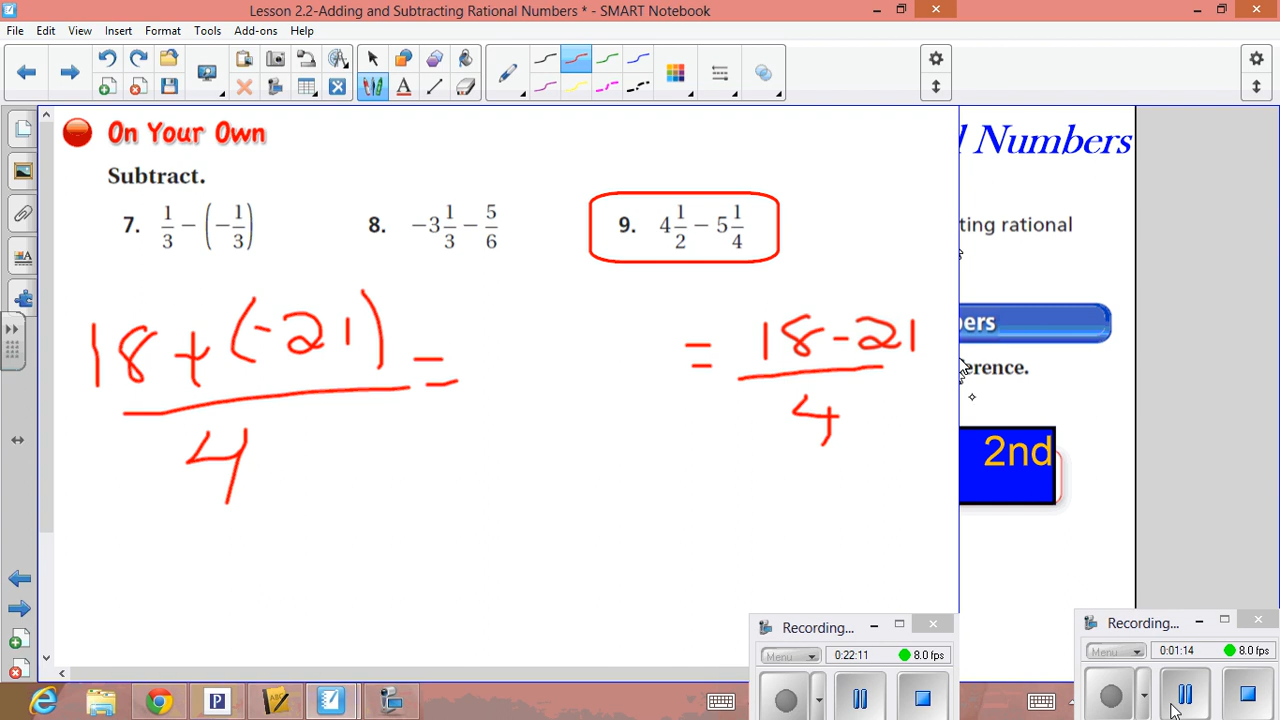 Lesson 2.2-Adding and Subtracting Rational Numbers * - SMART Notebook
File Edit View Insert Format Tools Add-ons Help
On Your Own
Subtract.
7. 1/3 − (−1/3)
8. −3 1/3 − 5/6
9. 4 1/2 − 5 1/4
18 + (-21) =
4
= 18 - 21
4
Numbers
ting rational
bers
erence.
2nd
Recording...
Menu 0:22:11 8.0 fps
Recording...
Menu 0:01:14 8.0 fps